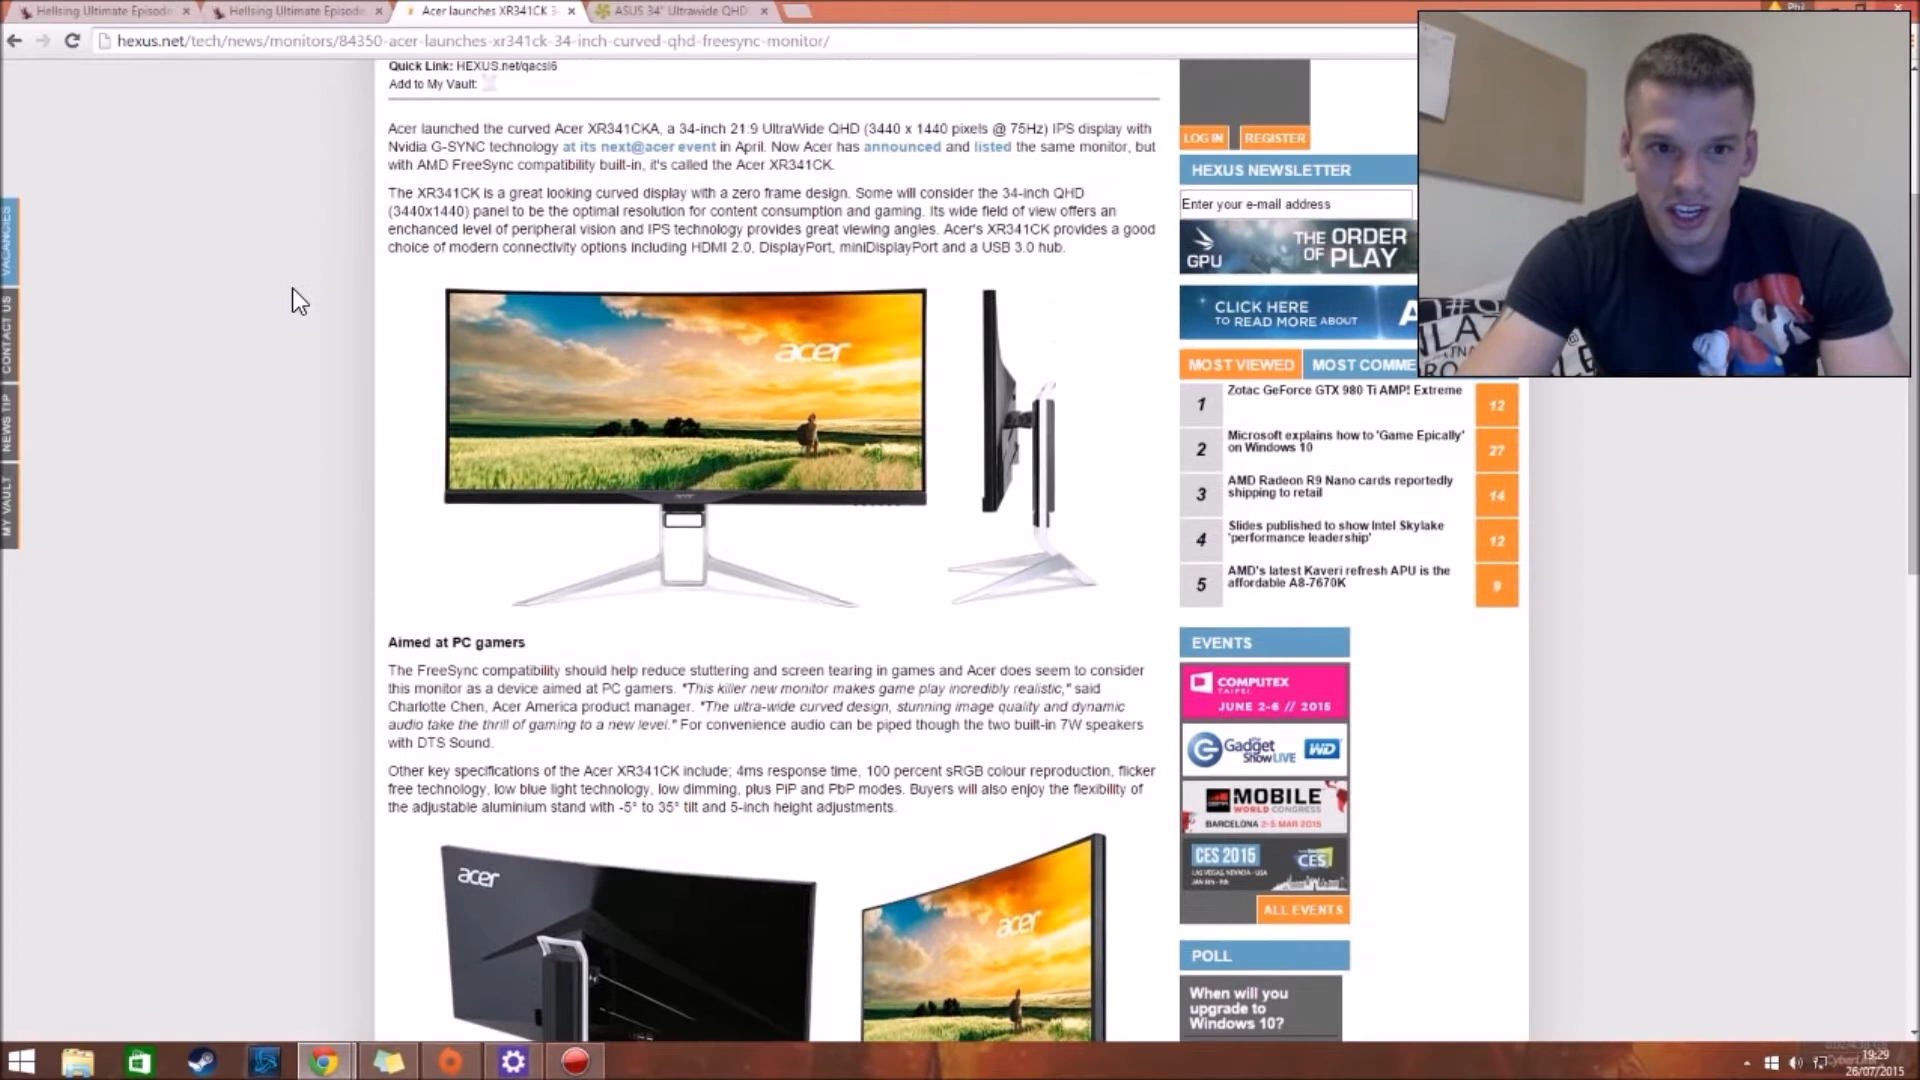 Hellsing Ultimate Episode
Hellsing Ultimate Episode
Acer launches XR341CK 3
ASUS 34" Ultrawide QHD
Phil
hexus.net/tech/news/monitors/84350-acer-launches-xr341ck-34-inch-curved-qhd-freesync-monitor/
Quick Link: HEXUS.net/qacsl6
Add to My Vault:
Acer launched the curved Acer XR341CKA, a 34-inch 21:9 UltraWide QHD (3440 x 1440 pixels @ 75Hz) IPS display with
Nvidia G-SYNC technology at its next@acer event in April. Now Acer has announced and listed the same monitor, but
with AMD FreeSync compatibility built-in, it's called the Acer XR341CK.
The XR341CK is a great looking curved display with a zero frame design. Some will consider the 34-inch QHD
(3440x1440) panel to be the optimal resolution for content consumption and gaming. Its wide field of view offers an
enchanced level of peripheral vision and IPS technology provides great viewing angles. Acer's XR341CK provides a good
choice of modern connectivity options including HDMI 2.0, DisplayPort, miniDisplayPort and a USB 3.0 hub.
acer
acer
Aimed at PC gamers
The FreeSync compatibility should help reduce stuttering and screen tearing in games and Acer does seem to consider
this monitor as a device aimed at PC gamers. "This killer new monitor makes game play incredibly realistic," said
Charlotte Chen, Acer America product manager. "The ultra-wide curved design, stunning image quality and dynamic
audio take the thrill of gaming to a new level." For convenience audio can be piped though the two built-in 7W speakers
with DTS Sound.
Other key specifications of the Acer XR341CK include; 4ms response time, 100 percent sRGB colour reproduction, flicker
free technology, low blue light technology, low dimming, plus PiP and PbP modes. Buyers will also enjoy the flexibility of
the adjustable aluminium stand with -5° to 35° tilt and 5-inch height adjustments.
acer
acer
VACANCIES
CONTACT US
NEWS TIP
MY VAULT
LOG IN
REGISTER
HEXUS NEWSLETTER
Enter your e-mail address
GPU
THE ORDER
OF PLAY
CLICK HERE
TO READ MORE ABOUT
A
MOST VIEWED
MOST COMME
1
Zotac GeForce GTX 980 Ti AMP! Extreme
12
2
Microsoft explains how to 'Game Epically'
on Windows 10
27
3
AMD Radeon R9 Nano cards reportedly
shipping to retail
14
4
Slides published to show Intel Skylake
'performance leadership'
12
5
AMD's latest Kaveri refresh APU is the
affordable A8-7670K
9
EVENTS
COMPUTEX
TAIPEI
JUNE 2-6 // 2015
Gadget
Show LIVE
WD
MOBILE
WORLD CONGRESS
BARCELONA 2-5 MAR 2015
CES 2015
CES
ALL EVENTS
POLL
When will you
upgrade to
Windows 10?
19:29
26/07/2015